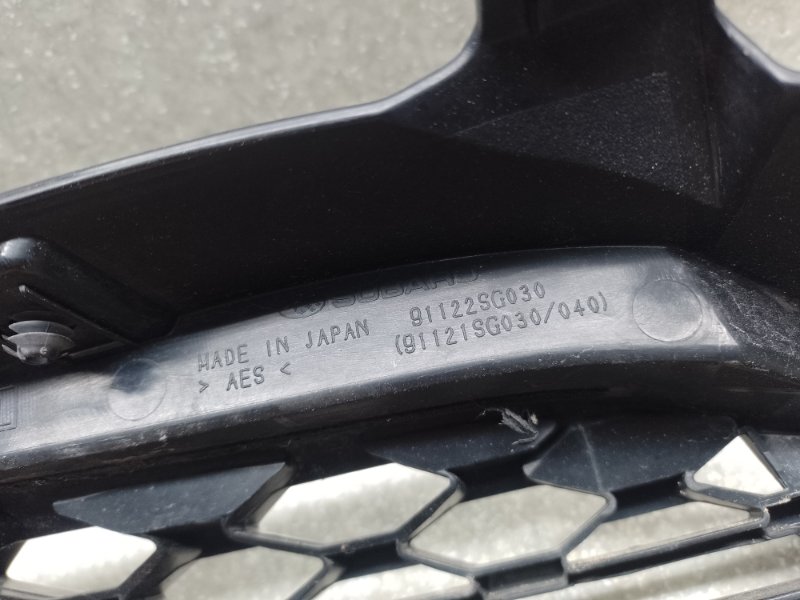 SUBARU
91122SG030
MADE IN JAPAN (91121SG030/040)
> AES <